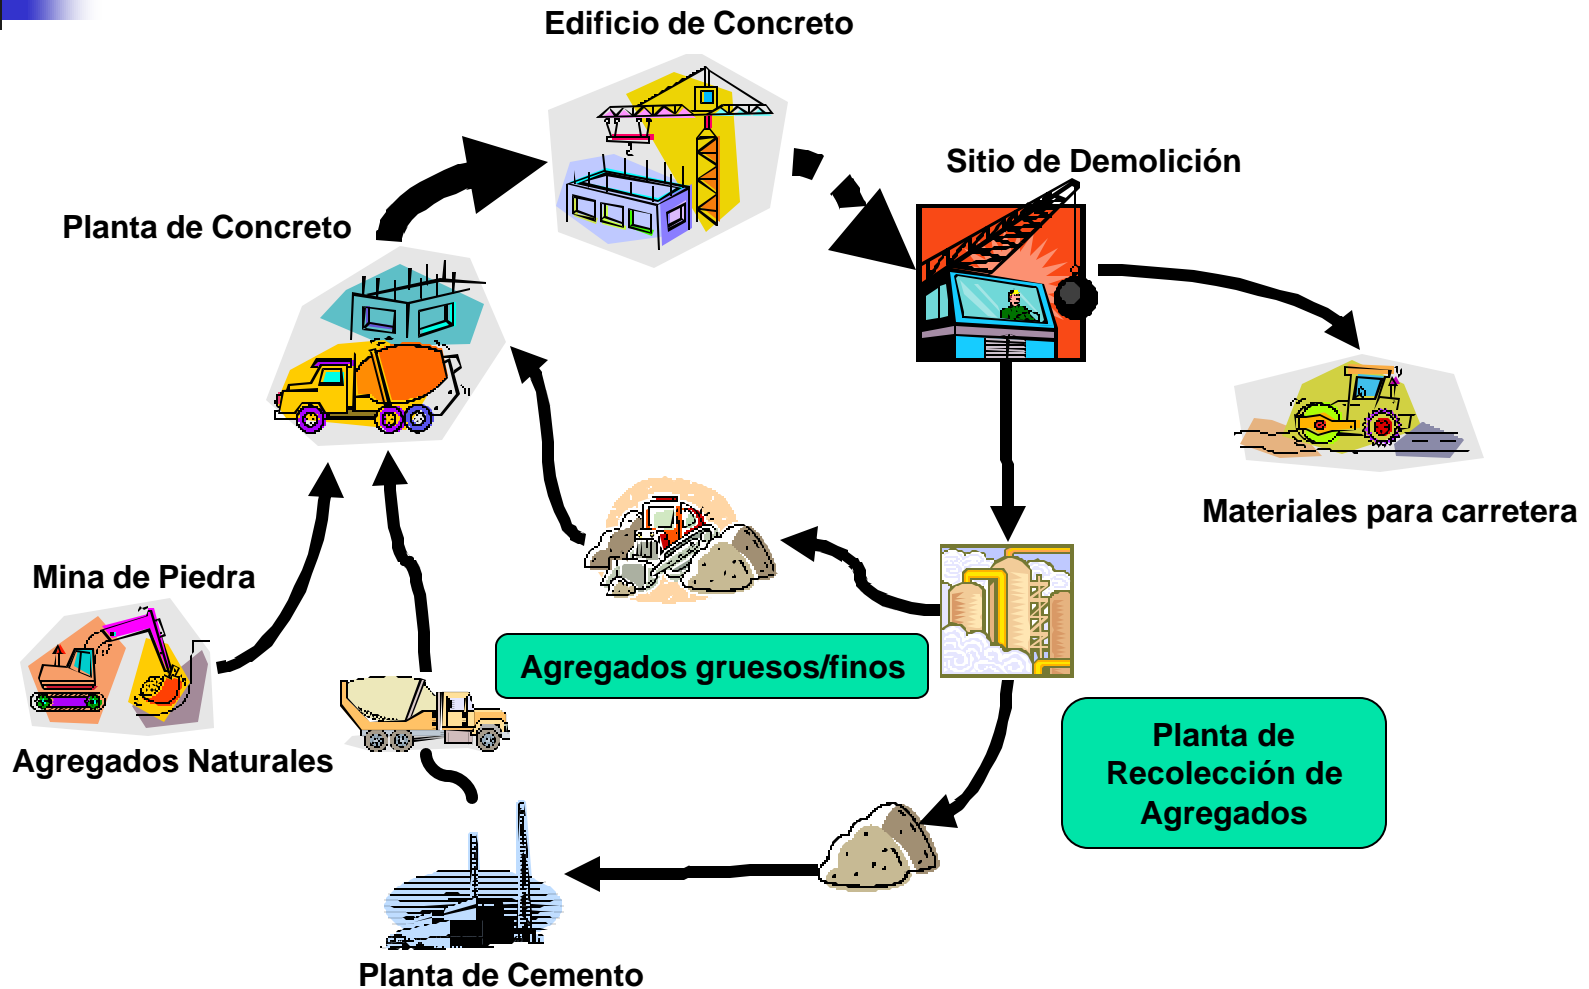 Edificio de Concreto
Sitio de Demolición
Planta de Concreto
Materiales para carretera
Mina de Piedra
Agregados gruesos/finos
Agregados Naturales
Planta de
Recolección de
Agregados
Planta de Cemento